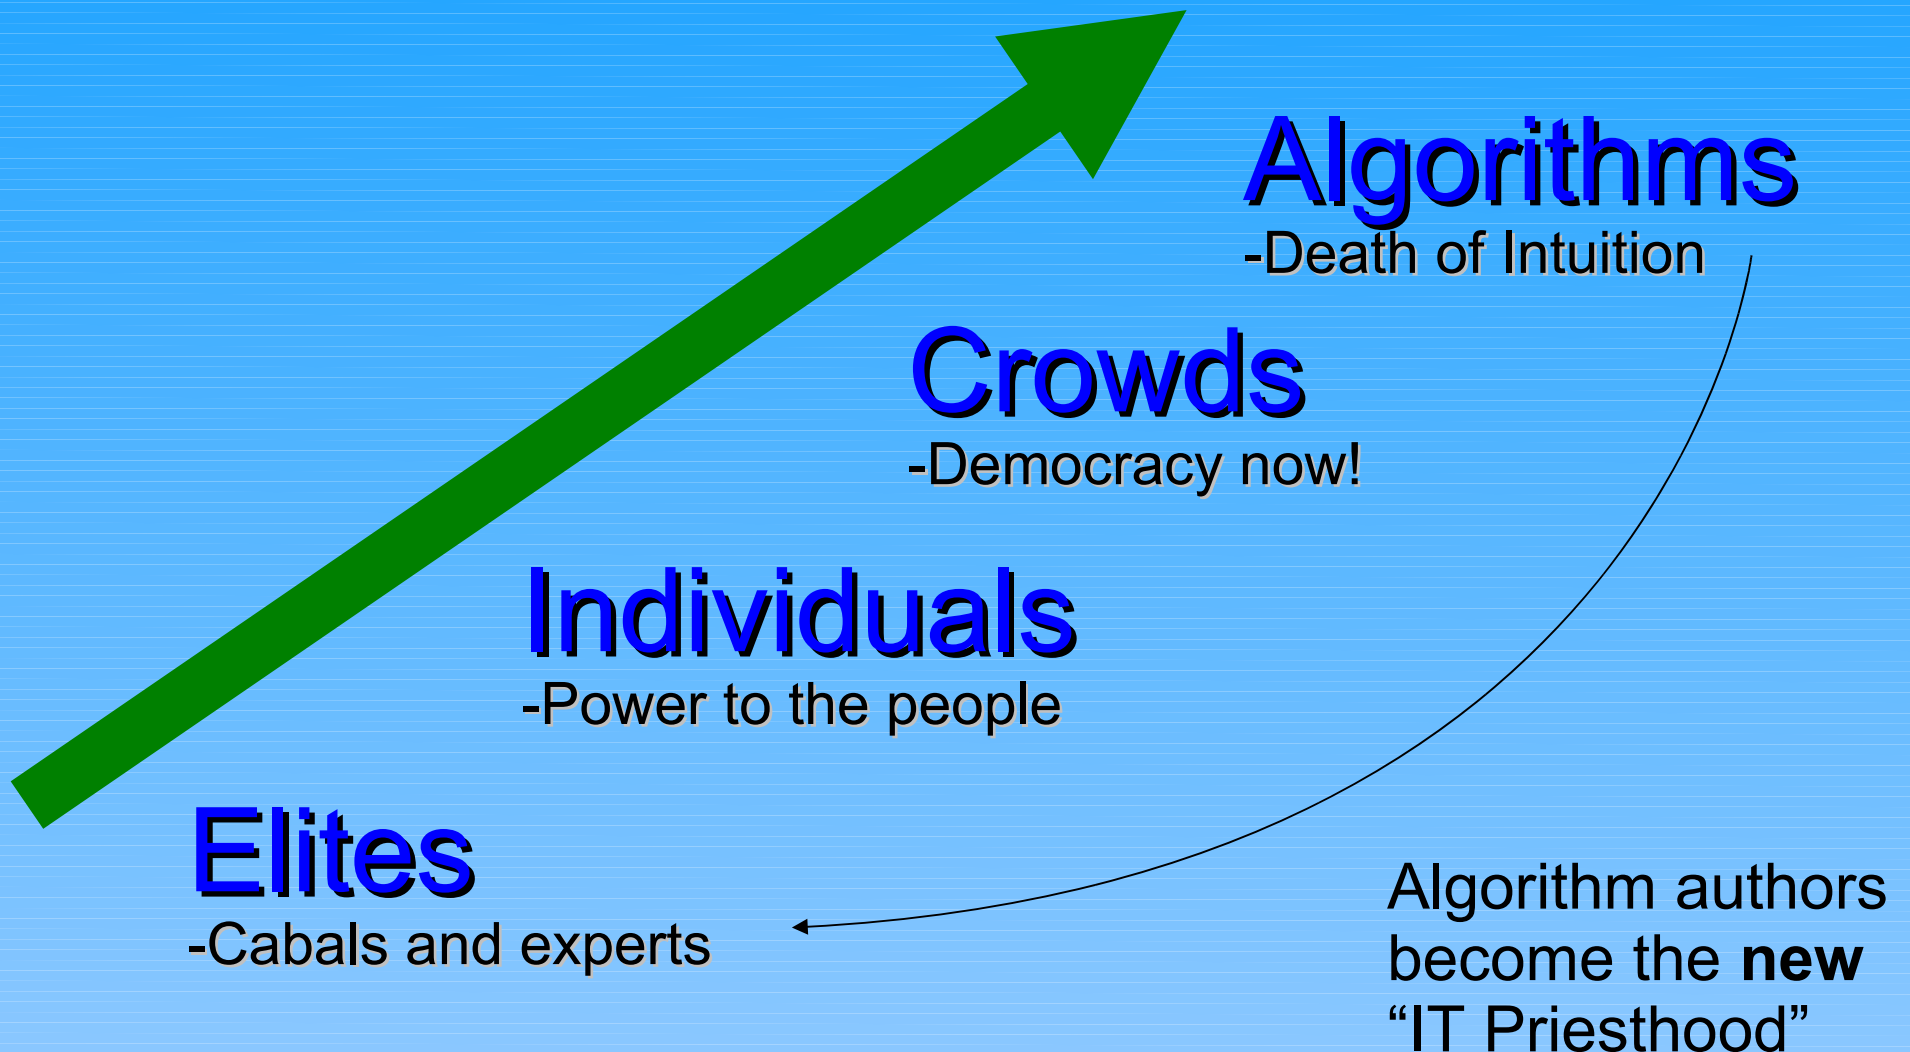 Algorithms
-Death of Intuition
Crowds
-Democracy now!
Individuals
-Power to the people
Elites
-Cabals and experts
Algorithm authors
become the new
“IT Priesthood”